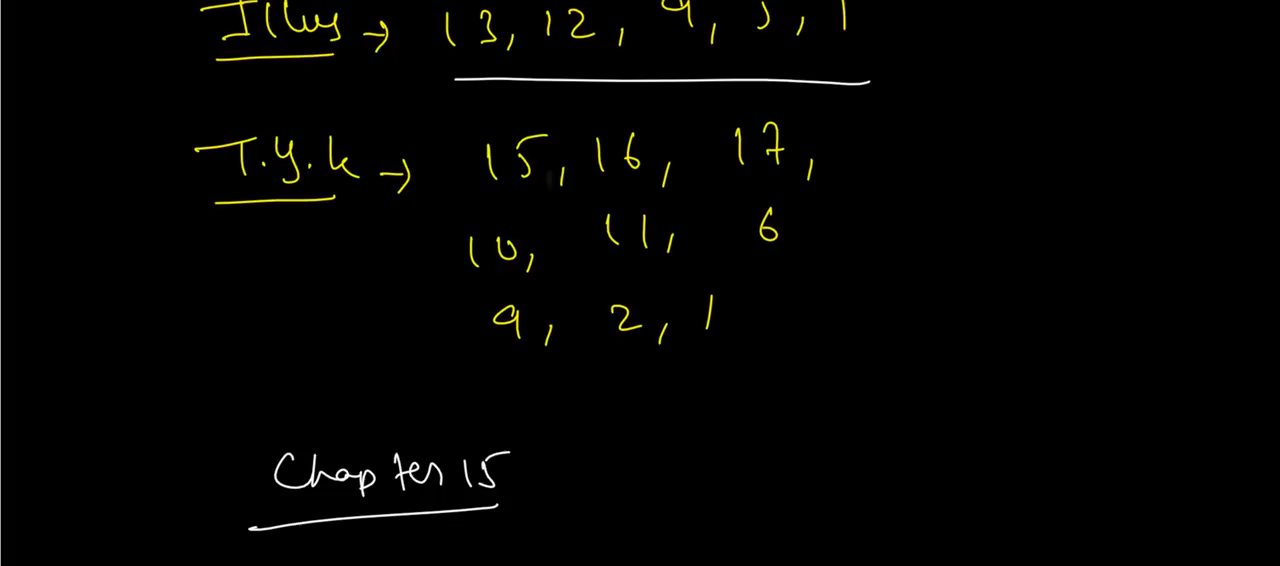 Illus → 13, 12, 9, 5, 1
T.Y.K → 15, 16, 17,
10, 11, 6
9, 2, 1
Chapter 15